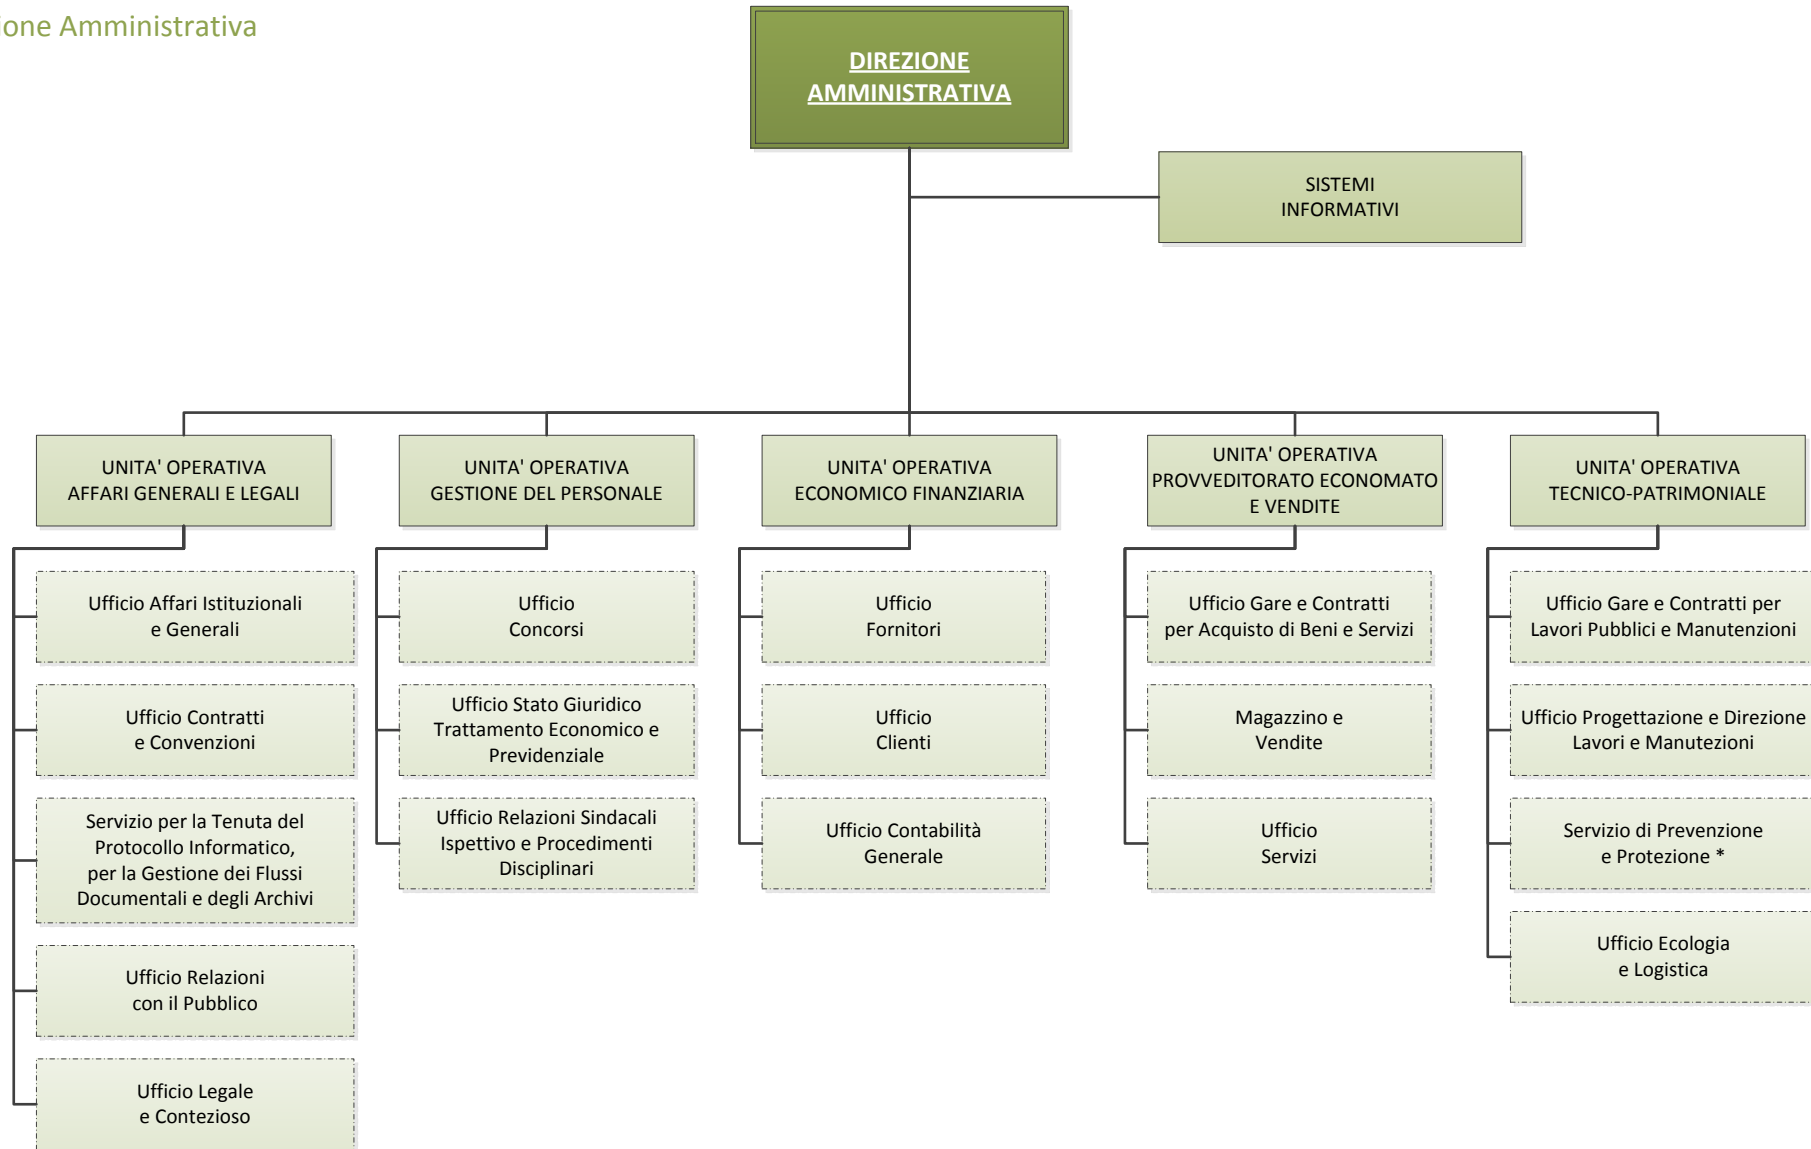 ione Amministrativa
DIREZIONE
AMMINISTRATIVA
SISTEMI
INFORMATIVI
UNITA' OPERATIVA
AFFARI GENERALI E LEGALI
UNITA' OPERATIVA
GESTIONE DEL PERSONALE
UNITA' OPERATIVA
ECONOMICO FINANZIARIA
UNITA' OPERATIVA
PROVVEDITORATO ECONOMATO
E VENDITE
UNITA' OPERATIVA
TECNICO-PATRIMONIALE
Ufficio Affari Istituzionali
e Generali
Ufficio Contratti
e Convenzioni
Servizio per la Tenuta del
Protocollo Informatico,
per la Gestione dei Flussi
Documentali e degli Archivi
Ufficio Relazioni
con il Pubblico
Ufficio Legale
e Contezioso
Ufficio
Concorsi
Ufficio Stato Giuridico
Trattamento Economico e
Previdenziale
Ufficio Relazioni Sindacali
Ispettivo e Procedimenti
Disciplinari
Ufficio
Fornitori
Ufficio
Clienti
Ufficio Contabilità
Generale
Ufficio Gare e Contratti
per Acquisto di Beni e Servizi
Magazzino e
Vendite
Ufficio
Servizi
Ufficio Gare e Contratti per
Lavori Pubblici e Manutenzioni
Ufficio Progettazione e Direzione
Lavori e Manutezioni
Servizio di Prevenzione
e Protezione *
Ufficio Ecologia
e Logistica